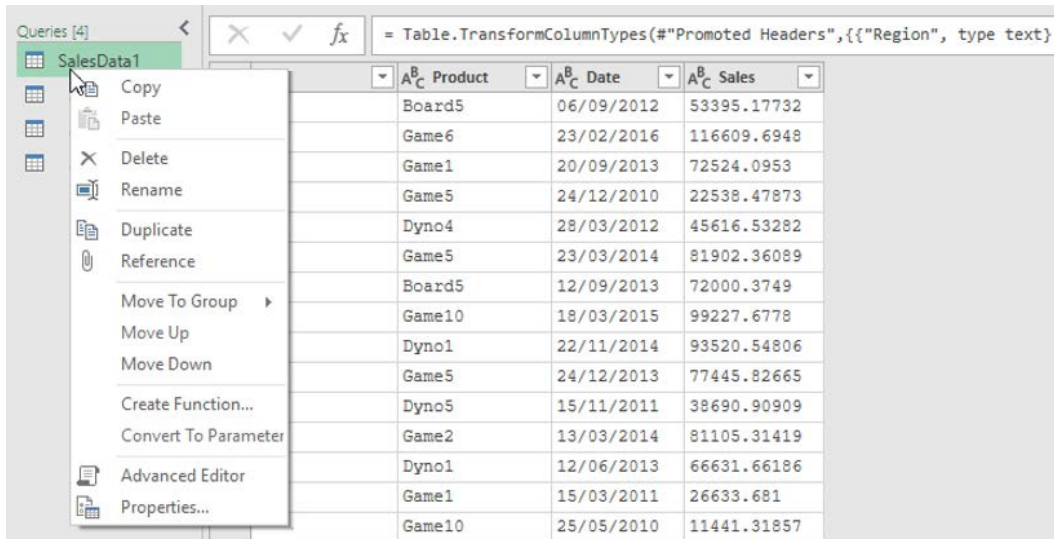 Queries [4]
= Table.TransformColumnTypes(#"Promoted Headers",{{"Region", type text}
SalesData1
ABC Product ABC Date ABC Sales
Copy
Paste
Delete
Rename
Duplicate
Reference
Move To Group
Move Up
Move Down
Create Function...
Convert To Parameter
Advanced Editor
Properties...
Board5 06/09/2012 53395.17732
Game6 23/02/2016 116609.6948
Game1 20/09/2013 72524.0953
Game5 24/12/2010 22538.47873
Dyno4 28/03/2012 45616.53282
Game5 23/03/2014 81902.36089
Board5 12/09/2013 72000.3749
Game10 18/03/2015 99227.6778
Dyno1 22/11/2014 93520.54806
Game5 24/12/2013 77445.82665
Dyno5 15/11/2011 38690.90909
Game2 13/03/2014 81105.31419
Dyno1 12/06/2013 66631.66186
Game1 15/03/2011 26633.681
Game10 25/05/2010 11441.31857